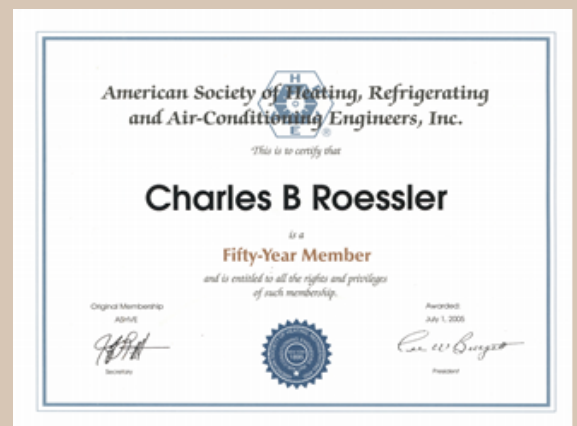 American Society of Heating, Refrigerating
and Air-Conditioning Engineers, Inc.
This is to certify that
Charles B Roessler
is a
Fifty-Year Member
and is entitled to all the rights and privileges
of such membership.
Original Membership
ASHVE
Secretary
Awarded:
July 1, 2005
President